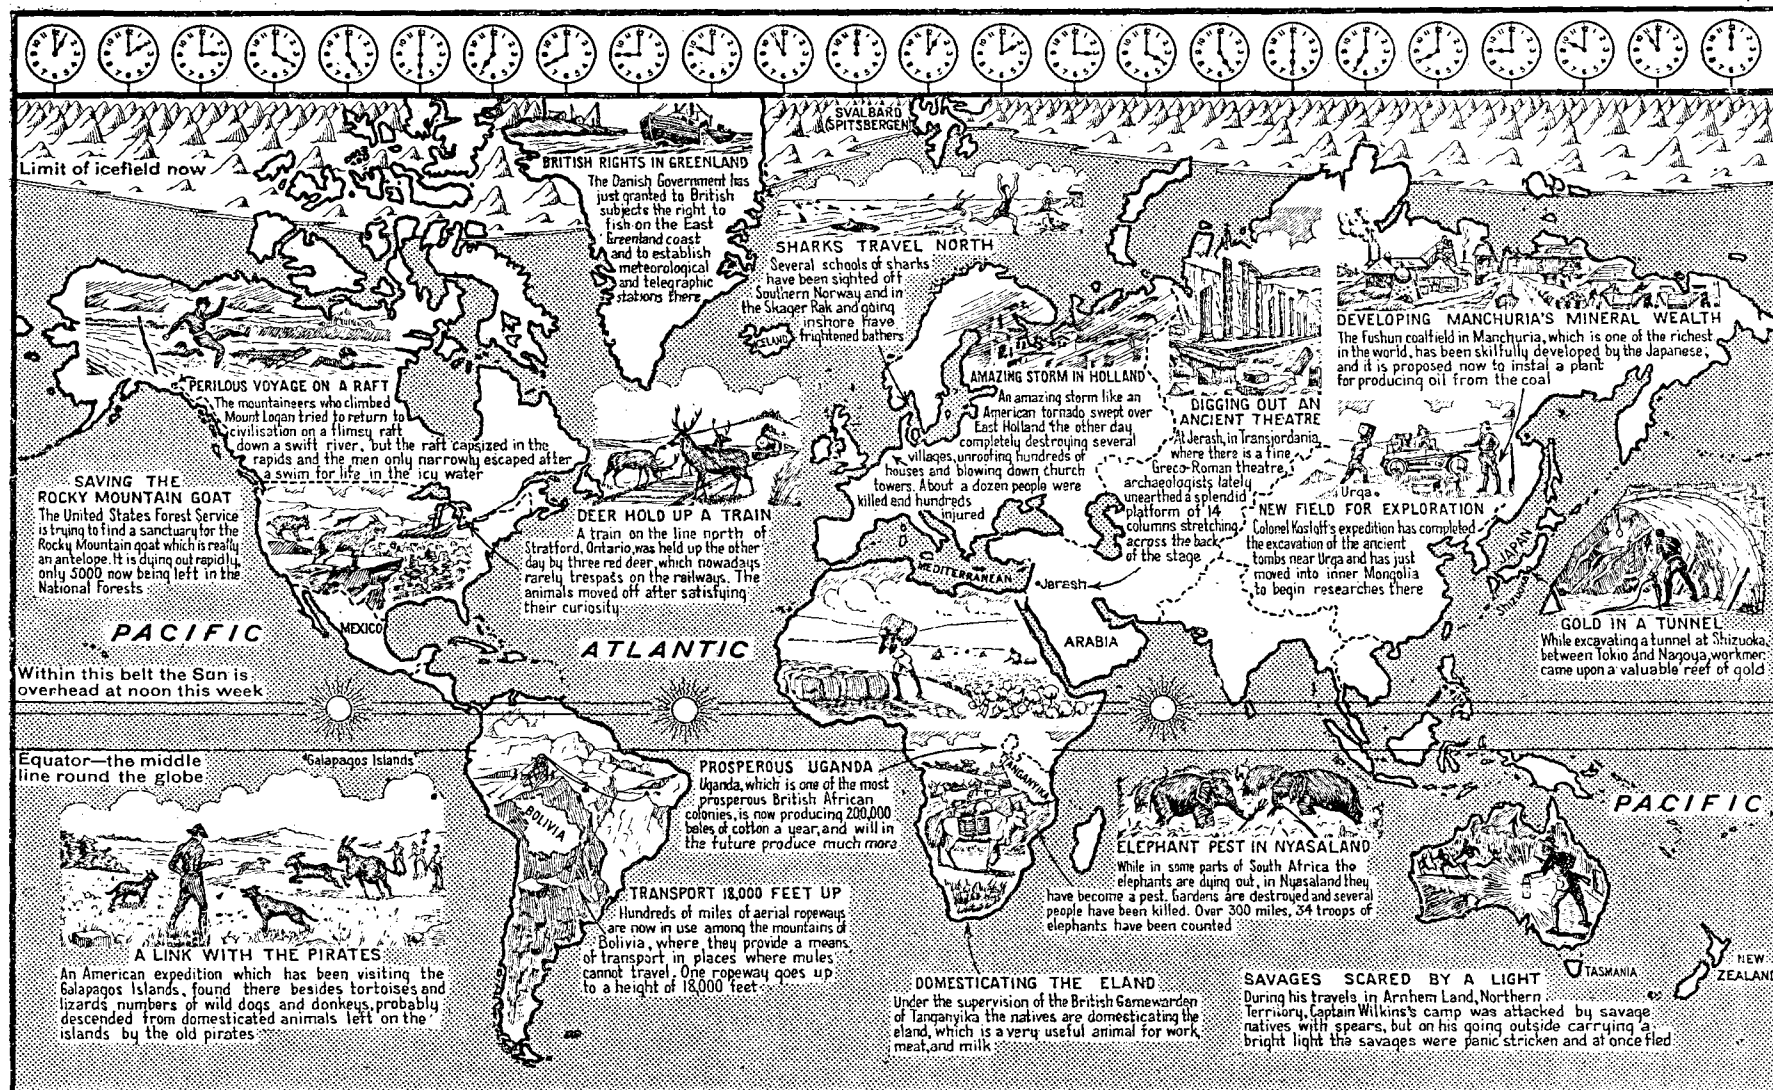 SVALBARD
SPITSBERGEN
Limit of icefield now
BRITISH RIGHTS IN GREENLAND
The Danish Government has
just granted to British
subjects the right to
fish on the East
Greenland coast
and to establish
meteorological
and telegraphic
stations there
SHARKS TRAVEL NORTH
Several schools of sharks
have been sighted off
Southern Norway and in
the Skager Rak and going
inshore have
frightened bathers
ICELAND
DEVELOPING MANCHURIA'S MINERAL WEALTH
The Fushun coalfield in Manchuria, which is one of the richest
in the world, has been skilfully developed by the Japanese,
and it is proposed now to instal a plant
for producing oil from the coal
PERILOUS VOYAGE ON A RAFT
The mountaineers who climbed
Mount Logan tried to return to
civilisation on a flimsy raft
down a swift river, but the raft capsized in the
rapids and the men only narrowly escaped after
a swim for life in the icy water
AMAZING STORM IN HOLLAND
An amazing storm like an
American tornado swept over
East Holland the other day
completely destroying several
villages, unroofing hundreds of
houses and blowing down church
towers. About a dozen people were
killed and hundreds
injured
DIGGING OUT AN
ANCIENT THEATRE
At Jerash, in Transjordania,
where there is a fine
Greco-Roman theatre,
archaeologists lately
unearthed a splendid
platform of 14
columns stretching
across the back
of the stage
SAVING THE
ROCKY MOUNTAIN GOAT
The United States Forest Service
is trying to find a sanctuary for the
Rocky Mountain goat which is really
an antelope. It is dying out rapidly,
only 5000 now being left in the
National Forests
DEER HOLD UP A TRAIN
A train on the line north of
Stratford, Ontario, was held up the other
day by three red deer, which nowadays
rarely trespass on the railways. The
animals moved off after satisfying
their curiosity
Urga
NEW FIELD FOR EXPLORATION
Colonel Kosloff's expedition has completed
the excavation of the ancient
tombs near Urga and has just
moved into inner Mongolia
to begin researches there
JAPAN
Shizuoka
MEDITERRANEAN
Jerash
GOLD IN A TUNNEL
While excavating a tunnel at Shizuoka,
between Tokio and Nagoya, workmen
came upon a valuable reef of gold
MEXICO
PACIFIC
ATLANTIC
ARABIA
Within this belt the Sun is
overhead at noon this week
Equator—the middle
line round the globe
Galapagos Islands
A LINK WITH THE PIRATES
An American expedition which has been visiting the
Galapagos Islands, found there besides tortoises and
lizards numbers of wild dogs and donkeys, probably
descended from domesticated animals left on the
islands by the old pirates
BOLIVIA
PROSPEROUS UGANDA
Uganda, which is one of the most
prosperous British African
colonies, is now producing 200,000
bales of cotton a year, and will in
the future produce much more
TANGANYIKA
TRANSPORT 18,000 FEET UP
Hundreds of miles of aerial ropeways
are now in use among the mountains of
Bolivia, where they provide a means
of transport in places where mules
cannot travel. One ropeway goes up
to a height of 18,000 feet
ELEPHANT PEST IN NYASALAND
While in some parts of South Africa the
elephants are dying out, in Nyasaland they
have become a pest. Gardens are destroyed and several
people have been killed. Over 300 miles, 34 troops of
elephants have been counted
PACIFIC
DOMESTICATING THE ELAND
Under the supervision of the British Gamewarden
of Tanganyika the natives are domesticating the
eland, which is a very useful animal for work,
meat, and milk
SAVAGES SCARED BY A LIGHT
During his travels in Arnhem Land, Northern
Territory, Captain Wilkins's camp was attacked by savage
natives with spears, but on his going outside carrying a
bright light the savages were panic stricken and at once fled
TASMANIA
NEW
ZEALAND